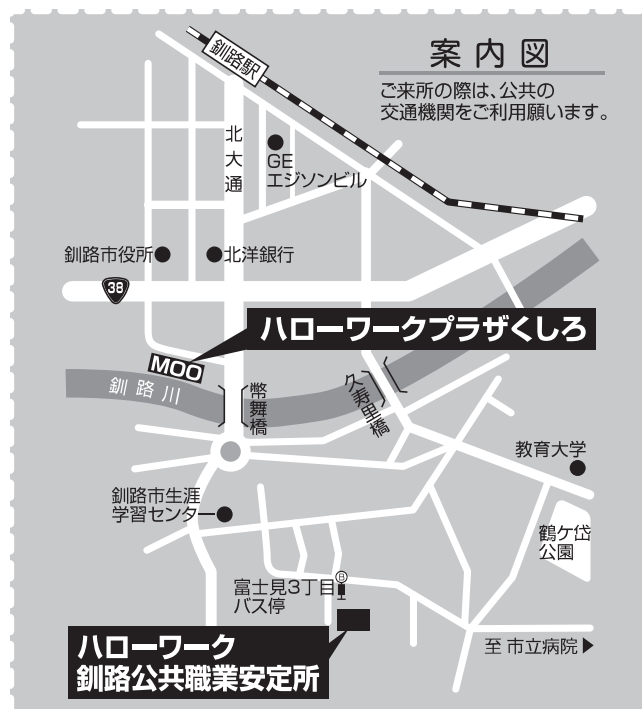 案内図
ご来所の際は、公共の
交通機関をご利用願います。
釧路駅
北大通
GE
エジソンビル
釧路市役所
北洋銀行
38
ハローワークプラザくしろ
MOO
釧路川
幣舞橋
久寿里橋
教育大学
釧路市生涯
学習センター
鶴ケ岱
公園
富士見3丁目
バス停
B
ハローワーク
釧路公共職業安定所
至 市立病院▶